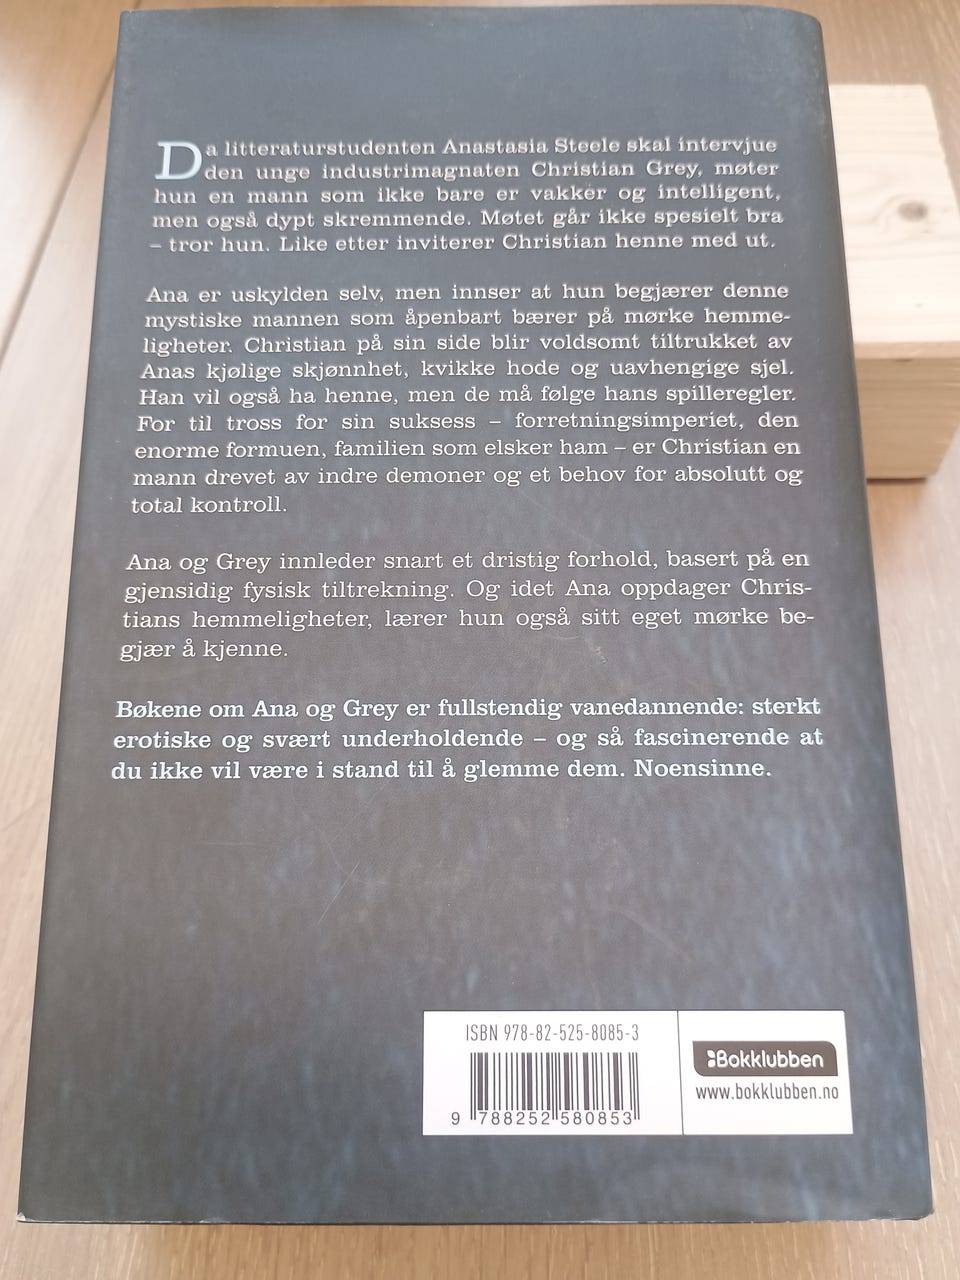 Da litteraturstudenten Anastasia Steele skal intervjue
den unge industrimagnaten Christian Grey, møter
hun en mann som ikke bare er vakker og intelligent,
men også dypt skremmende. Møtet går ikke spesielt bra
– tror hun. Like etter inviterer Christian henne med ut.
Ana er uskylden selv, men innser at hun begjærer denne
mystiske mannen som åpenbart bærer på mørke hemme-
ligheter. Christian på sin side blir voldsomt tiltrukket av
Anas kjølige skjønnhet, kvikke hode og uavhengige sjel.
Han vil også ha henne, men de må følge hans spilleregler.
For til tross for sin suksess – forretningsimperiet, den
enorme formuen, familien som elsker ham – er Christian en
mann drevet av indre demoner og et behov for absolutt og
total kontroll.
Ana og Grey innleder snart et dristig forhold, basert på en
gjensidig fysisk tiltrekning. Og idet Ana oppdager Chris-
tians hemmeligheter, lærer hun også sitt eget mørke be-
gjær å kjenne.
Bøkene om Ana og Grey er fullstendig vanedannende: sterkt
erotiske og svært underholdende – og så fascinerende at
du ikke vil være i stand til å glemme dem. Noensinne.
ISBN 978-82-525-8085-3
9 788252 580853
Bokklubben
www.bokklubben.no